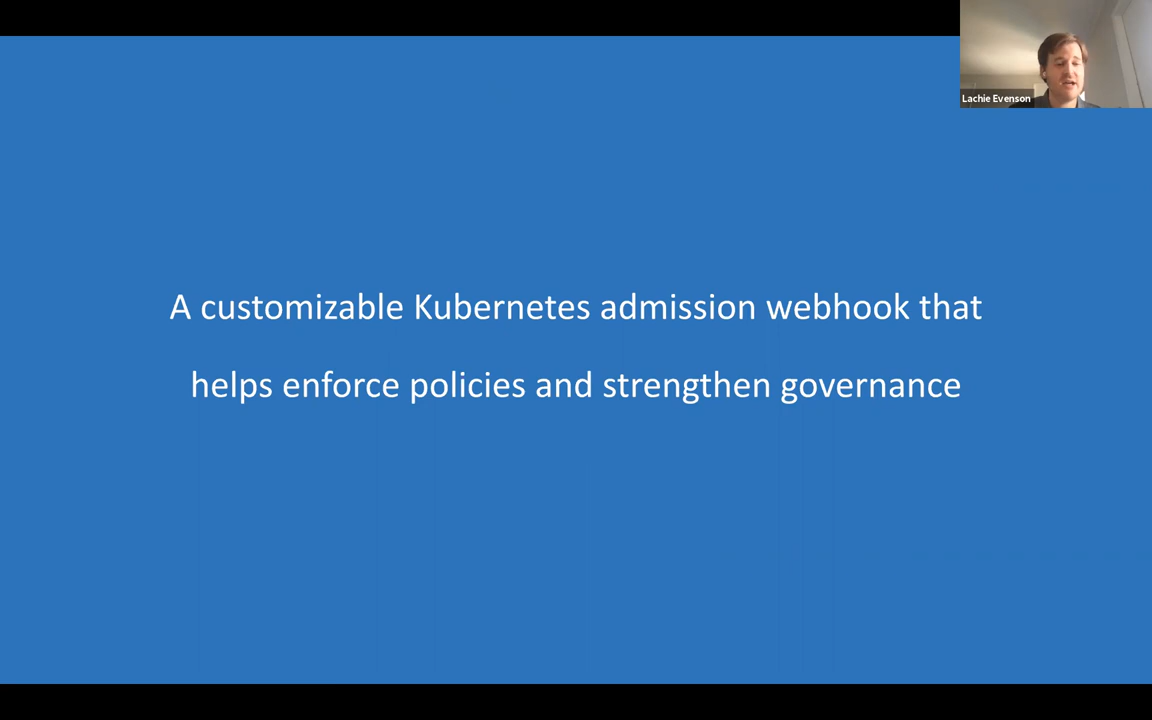 Lachie Evenson
A customizable Kubernetes admission webhook that
helps enforce policies and strengthen governance